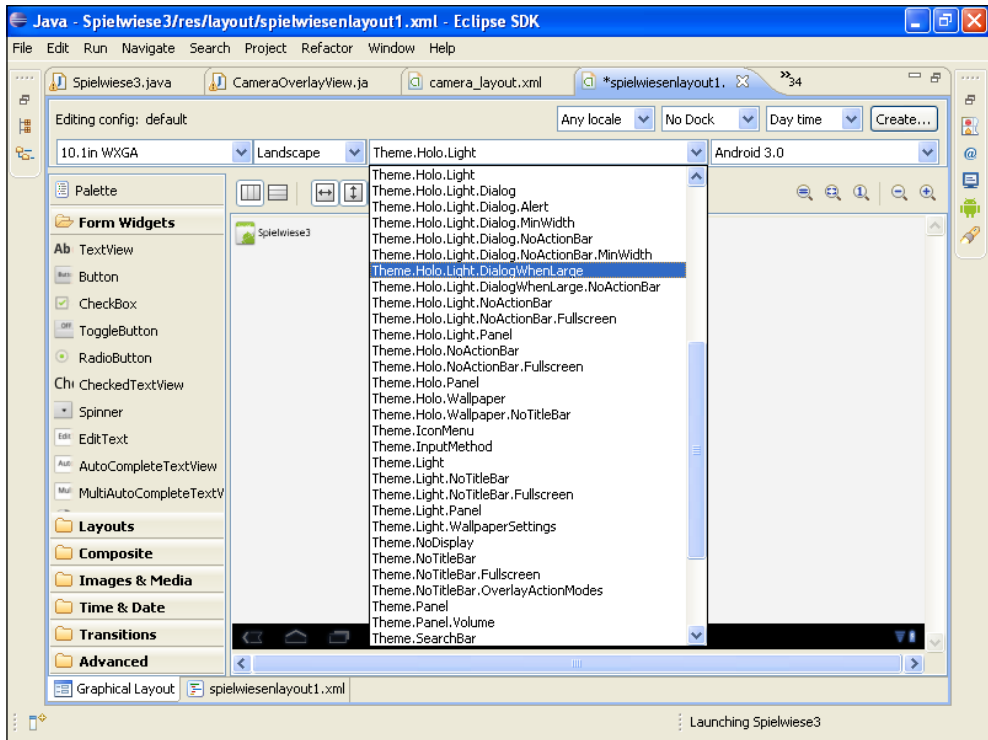 Java - Spielwiese3/res/layout/spielwiesenlayout1.xml - Eclipse SDK
File Edit Run Navigate Search Project Refactor Window Help
Spielwiese3.java CameraOverlayView.ja camera_layout.xml *spielwiesenlayout1. »34
Editing config: default Any locale No Dock Day time Create...
10.1in WXGA Landscape Theme.Holo.Light Android 3.0
Palette
Form Widgets
Ab TextView
Button
CheckBox
OFF ToggleButton
RadioButton
CheckedTextView
Spinner
Edit EditText
AutoCompleteTextView
MultiAutoCompleteTextV
Layouts
Composite
Images & Media
Time & Date
Transitions
Advanced
Spielwiese3
Theme.Holo.Light
Theme.Holo.Light.Dialog
Theme.Holo.Light.Dialog.Alert
Theme.Holo.Light.Dialog.MinWidth
Theme.Holo.Light.Dialog.NoActionBar
Theme.Holo.Light.Dialog.NoActionBar.MinWidth
Theme.Holo.Light.DialogWhenLarge
Theme.Holo.Light.DialogWhenLarge.NoActionBar
Theme.Holo.Light.NoActionBar
Theme.Holo.Light.NoActionBar.Fullscreen
Theme.Holo.Light.Panel
Theme.Holo.NoActionBar
Theme.Holo.NoActionBar.Fullscreen
Theme.Holo.Panel
Theme.Holo.Wallpaper
Theme.Holo.Wallpaper.NoTitleBar
Theme.IconMenu
Theme.InputMethod
Theme.Light
Theme.Light.NoTitleBar
Theme.Light.NoTitleBar.Fullscreen
Theme.Light.Panel
Theme.Light.WallpaperSettings
Theme.NoDisplay
Theme.NoTitleBar
Theme.NoTitleBar.Fullscreen
Theme.NoTitleBar.OverlayActionModes
Theme.Panel
Theme.Panel.Volume
Theme.SearchBar
Graphical Layout spielwiesenlayout1.xml
Launching Spielwiese3